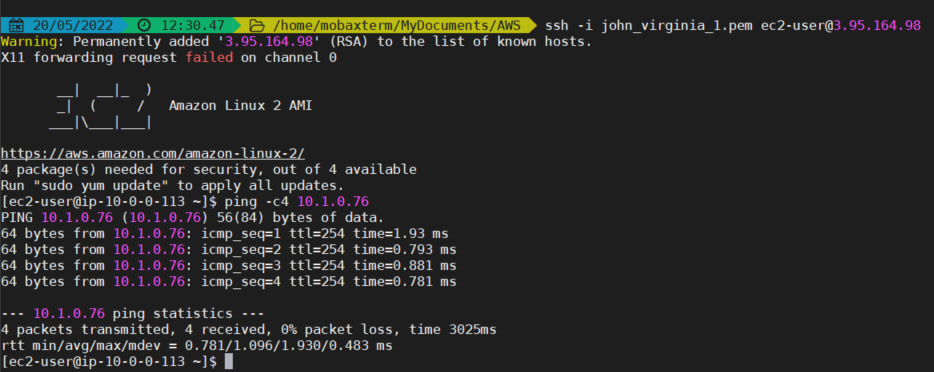 20/05/2022 12:30.47 /home/mobaxterm/MyDocuments/AWS ssh -i john_virginia_1.pem ec2-user@3.95.164.98
Warning: Permanently added '3.95.164.98' (RSA) to the list of known hosts.
X11 forwarding request failed on channel 0
       __|  __|_  )
       _|  (     /   Amazon Linux 2 AMI
      ___|\___|___|
https://aws.amazon.com/amazon-linux-2/
4 package(s) needed for security, out of 4 available
Run "sudo yum update" to apply all updates.
[ec2-user@ip-10-0-0-113 ~]$ ping -c4 10.1.0.76
PING 10.1.0.76 (10.1.0.76) 56(84) bytes of data.
64 bytes from 10.1.0.76: icmp_seq=1 ttl=254 time=1.93 ms
64 bytes from 10.1.0.76: icmp_seq=2 ttl=254 time=0.793 ms
64 bytes from 10.1.0.76: icmp_seq=3 ttl=254 time=0.881 ms
64 bytes from 10.1.0.76: icmp_seq=4 ttl=254 time=0.781 ms
--- 10.1.0.76 ping statistics ---
4 packets transmitted, 4 received, 0% packet loss, time 3025ms
rtt min/avg/max/mdev = 0.781/1.096/1.930/0.483 ms
[ec2-user@ip-10-0-0-113 ~]$